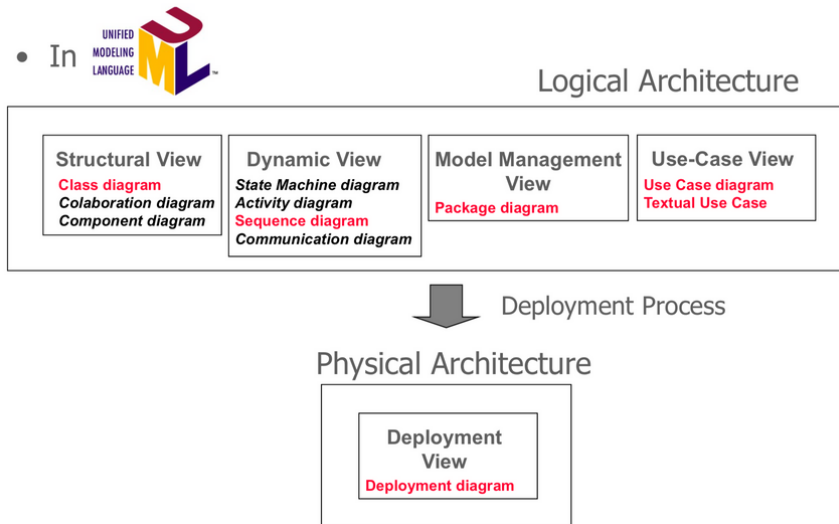 • In
UNIFIED
MODELING
LANGUAGE
UML
™
Logical Architecture
Structural View
Class diagram
Colaboration diagram
Component diagram
Dynamic View
State Machine diagram
Activity diagram
Sequence diagram
Communication diagram
Model Management
View
Package diagram
Use-Case View
Use Case diagram
Textual Use Case
Deployment Process
Physical Architecture
Deployment
View
Deployment diagram